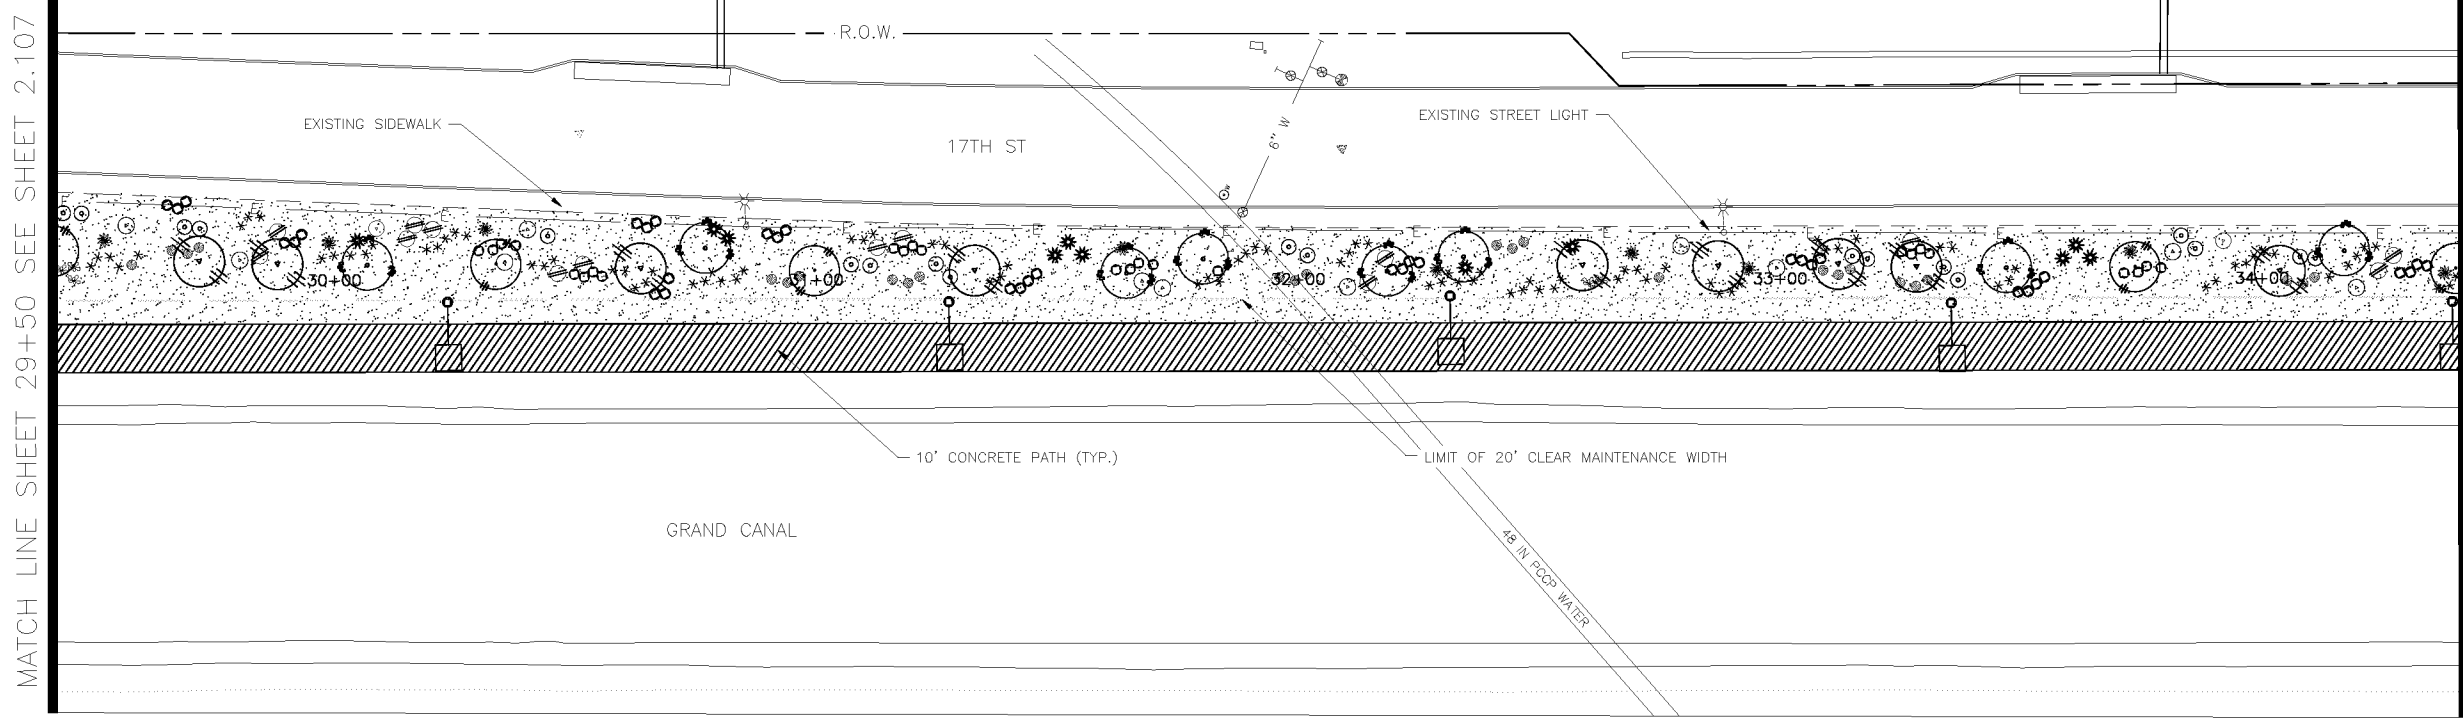 MATCH LINE SHEET 29+50 SEE SHEET 2.107
R.O.W.
EXISTING SIDEWALK
17TH ST
6" W
EXISTING STREET LIGHT
E E E E E E E E E E E E
30+00
31+00
32+00
33+00
34+00
10' CONCRETE PATH (TYP.)
LIMIT OF 20' CLEAR MAINTENANCE WIDTH
GRAND CANAL
48 IN PCCP WATER